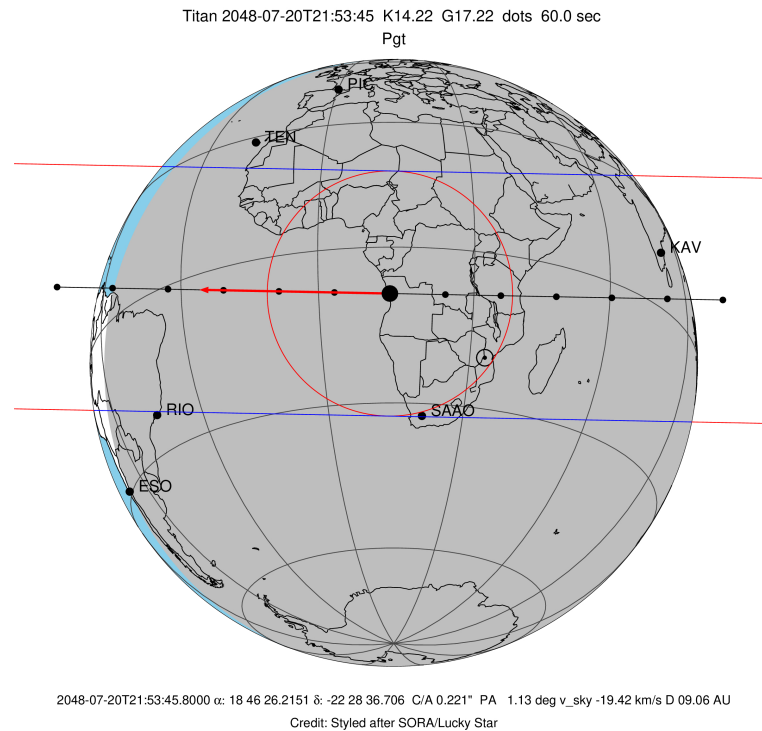 Titan 2048-07-20T21:53:45 K14.22 G17.22 dots 60.0 sec
Pgt
PIC
TEN
KAV
RIO
SAAO
ESO
2048-07-20T21:53:45.8000 α: 18 46 26.2151 δ: -22 28 36.706 C/A 0.221" PA 1.13 deg v_sky -19.42 km/s D 09.06 AU
Credit: Styled after SORA/Lucky Star